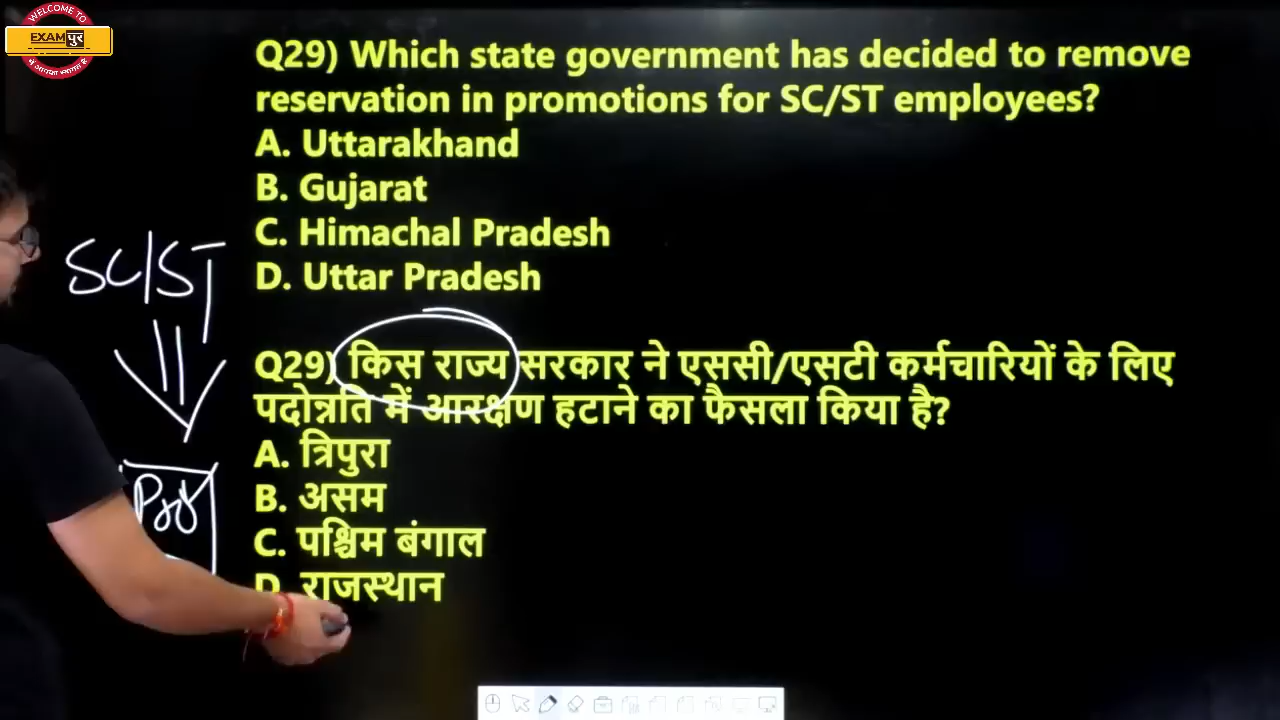 WELCOME TO
EXAMपुर
में आपका स्वागत है
Q29) Which state government has decided to remove
reservation in promotions for SC/ST employees?
A. Uttarakhand
B. Gujarat
C. Himachal Pradesh
D. Uttar Pradesh
SC/ST
Q29) किस राज्य सरकार ने एससी/एसटी कर्मचारियों के लिए
पदोन्नति में आरक्षण हटाने का फैसला किया है?
A. त्रिपुरा
B. असम
C. पश्चिम बंगाल
D. राजस्थान